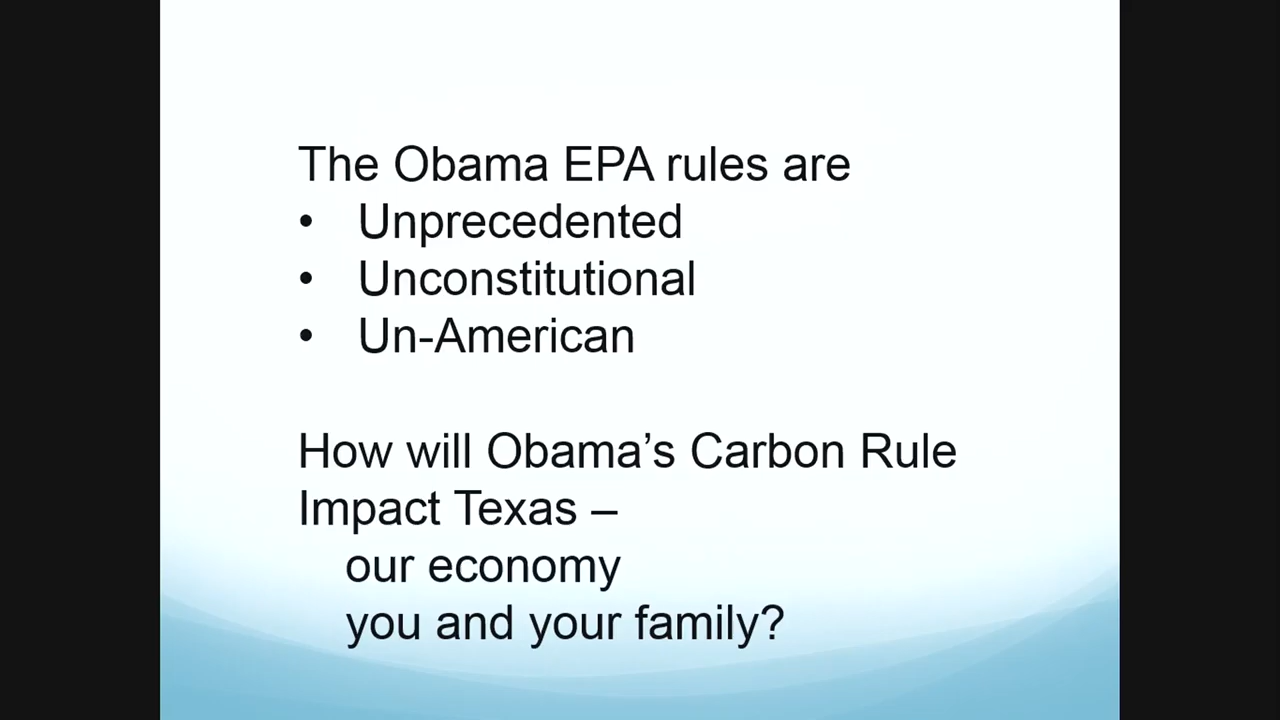 The Obama EPA rules are
• Unprecedented
• Unconstitutional
• Un-American
How will Obama’s Carbon Rule
Impact Texas –
our economy
you and your family?